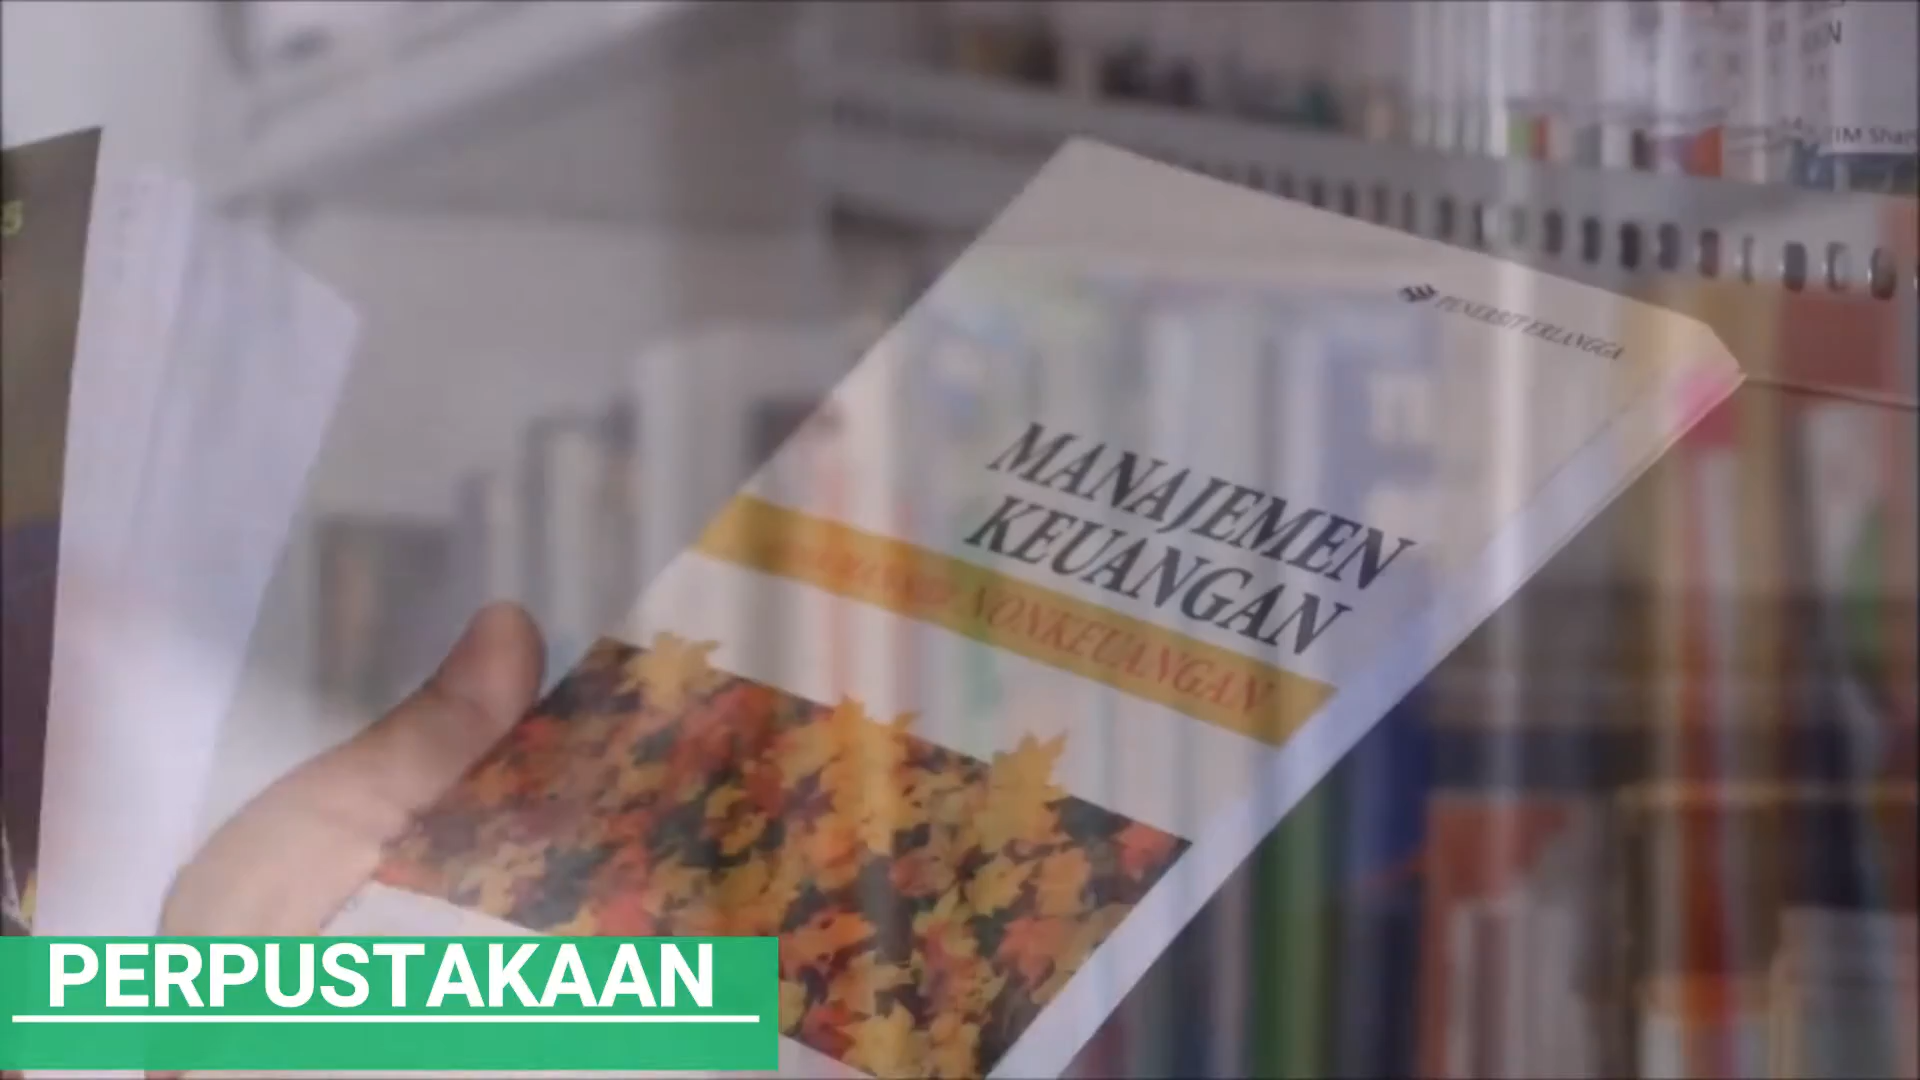 PENERBIT ERLANGGA
MANAJEMEN
KEUANGAN
NONKEUANGAN
PERPUSTAKAAN